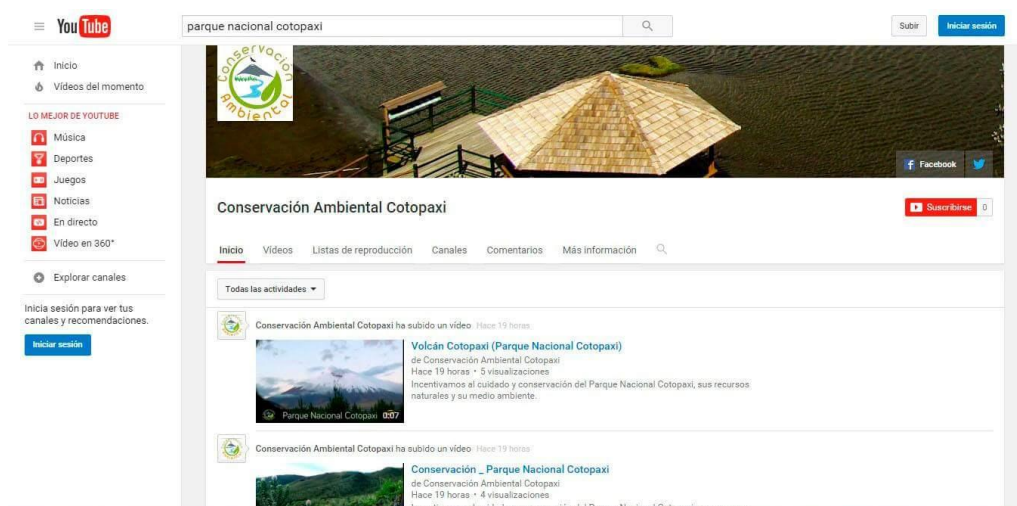 YouTube
parque nacional cotopaxi
Subir
Iniciar sesión
Inicio
Vídeos del momento
LO MEJOR DE YOUTUBE
Música
Deportes
Juegos
Noticias
En directo
Vídeo en 360°
Explorar canales
Inicia sesión para ver tus
canales y recomendaciones.
Iniciar sesión
Conservación Ambiental
Facebook
Conservación Ambiental Cotopaxi
Suscribirse 0
Inicio Vídeos Listas de reproducción Canales Comentarios Más información
Todas las actividades
Conservación Ambiental Cotopaxi ha subido un vídeo Hace 19 horas
Volcán Cotopaxi (Parque Nacional Cotopaxi)
de Conservación Ambiental Cotopaxi
Hace 19 horas • 5 visualizaciones
Incentivamos al cuidado y conservación del Parque Nacional Cotopaxi, sus recursos
naturales y su medio ambiente.
Parque Nacional Cotopaxi 0:07
Conservación Ambiental Cotopaxi ha subido un vídeo Hace 19 horas
Conservación _ Parque Nacional Cotopaxi
de Conservación Ambiental Cotopaxi
Hace 19 horas • 4 visualizaciones